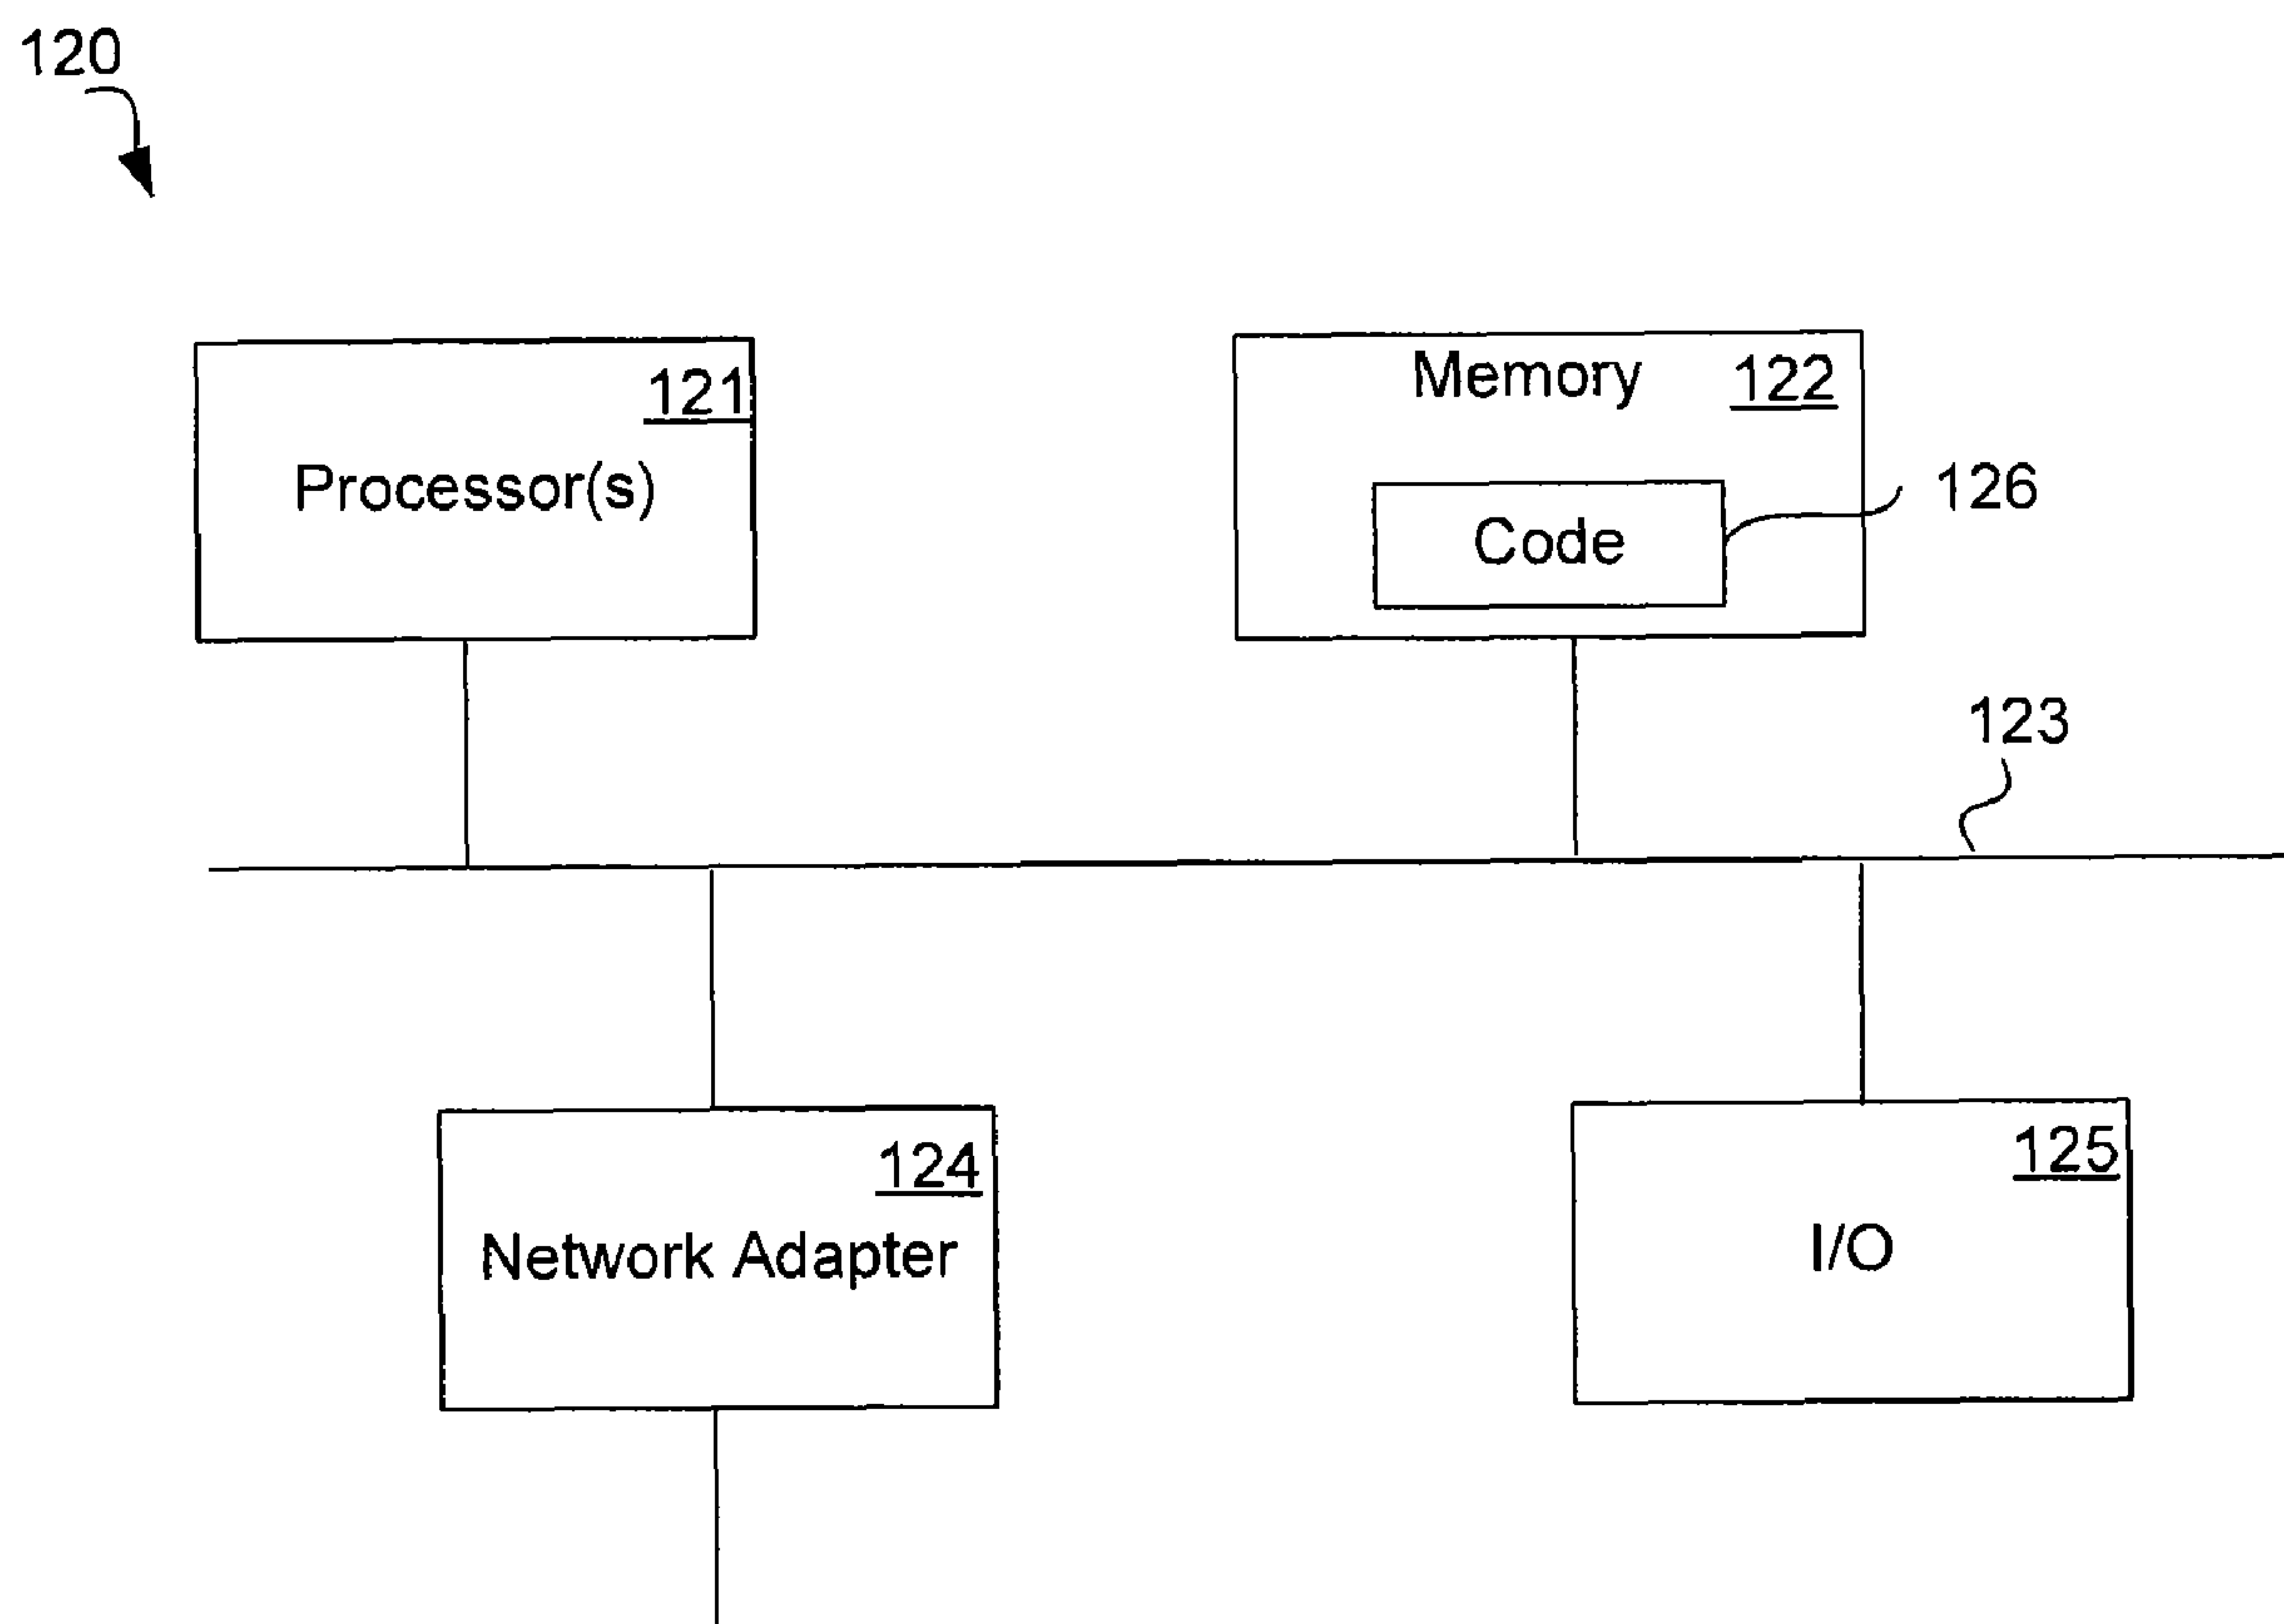 120
121
Processor(s)
Memory 122
Code
126
123
124
Network Adapter
125
I/O